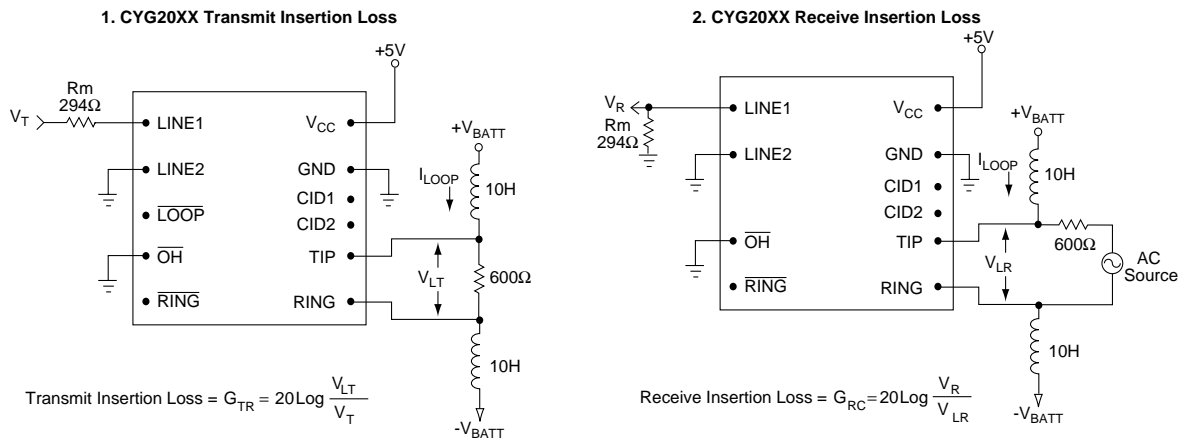 1. CYG20XX Transmit Insertion Loss
+5V
Rm
294Ω
V_T
LINE1
V_CC
+V_BATT
LINE2
GND
I_LOOP
10H
CID1
LOOP
CID2
OH
TIP
V_LT
600Ω
RING
RING
10H
Transmit Insertion Loss = G_TR = 20Log V_LT / V_T
-V_BATT
2. CYG20XX Receive Insertion Loss
+5V
V_R
LINE1
V_CC
Rm
294Ω
+V_BATT
LINE2
GND
I_LOOP
10H
CID1
CID2
OH
TIP
600Ω
V_LR
AC
Source
RING
RING
10H
Receive Insertion Loss = G_RC = 20Log V_R / V_LR
-V_BATT